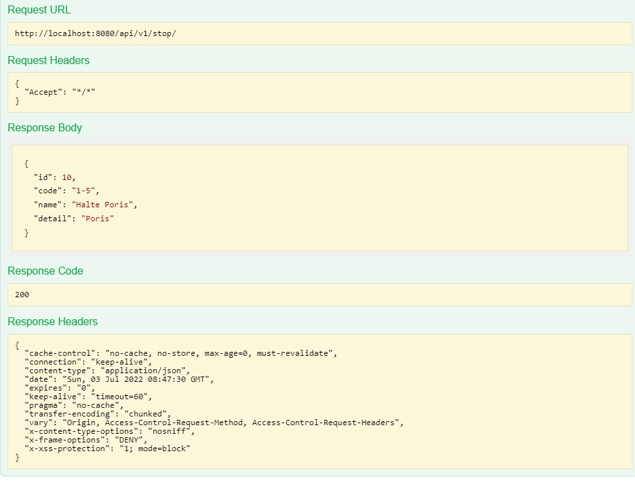 Request URL
http://localhost:8080/api/v1/stop/
Request Headers
{
"Accept": "*/*"
}
Response Body
{
"id": 10,
"code": "1-5",
"name": "Halte Poris",
"detail": "Poris"
}
Response Code
200
Response Headers
{
"cache-control": "no-cache, no-store, max-age=0, must-revalidate",
"connection": "keep-alive",
"content-type": "application/json",
"date": "Sun, 03 Jul 2022 08:47:30 GMT",
"expires": "0",
"keep-alive": "timeout=60",
"pragma": "no-cache",
"transfer-encoding": "chunked",
"vary": "Origin, Access-Control-Request-Method, Access-Control-Request-Headers",
"x-content-type-options": "nosniff",
"x-frame-options": "DENY",
"x-xss-protection": "1; mode=block"
}